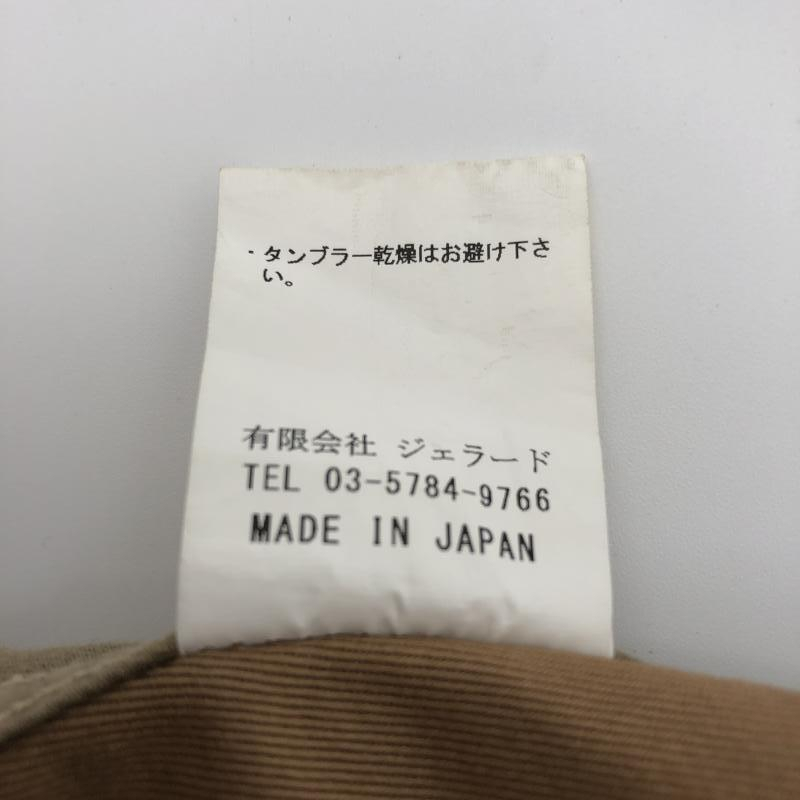 ・タンブラー乾燥はお避け下さ
い。
有限会社 ジェラード
TEL 03-5784-9766
MADE IN JAPAN